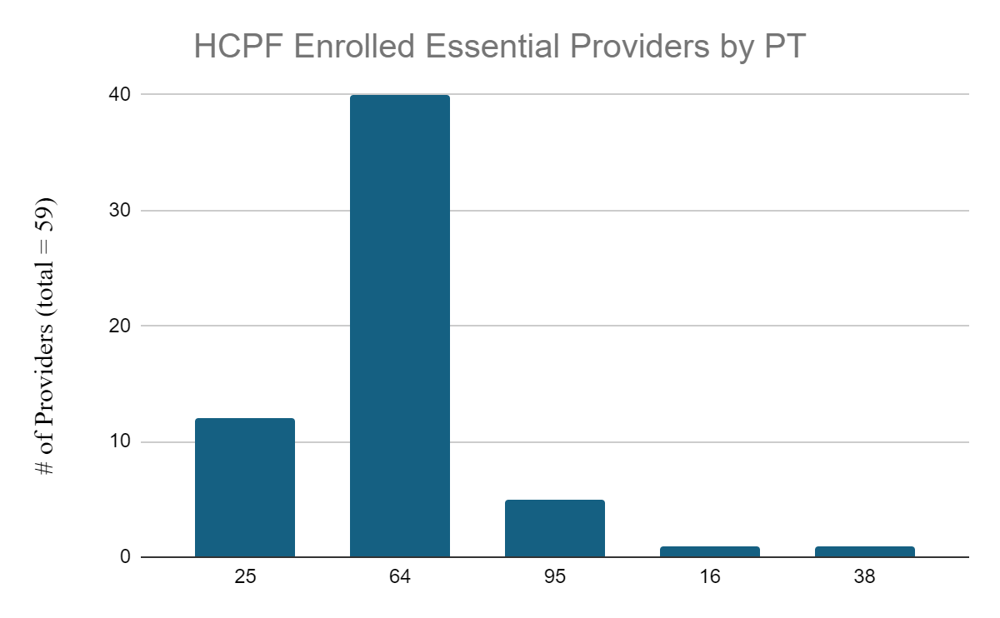 HCPF Enrolled Essential Providers by PT
# of Providers (total = 59)
40
30
20
10
0
25 64 95 16 38